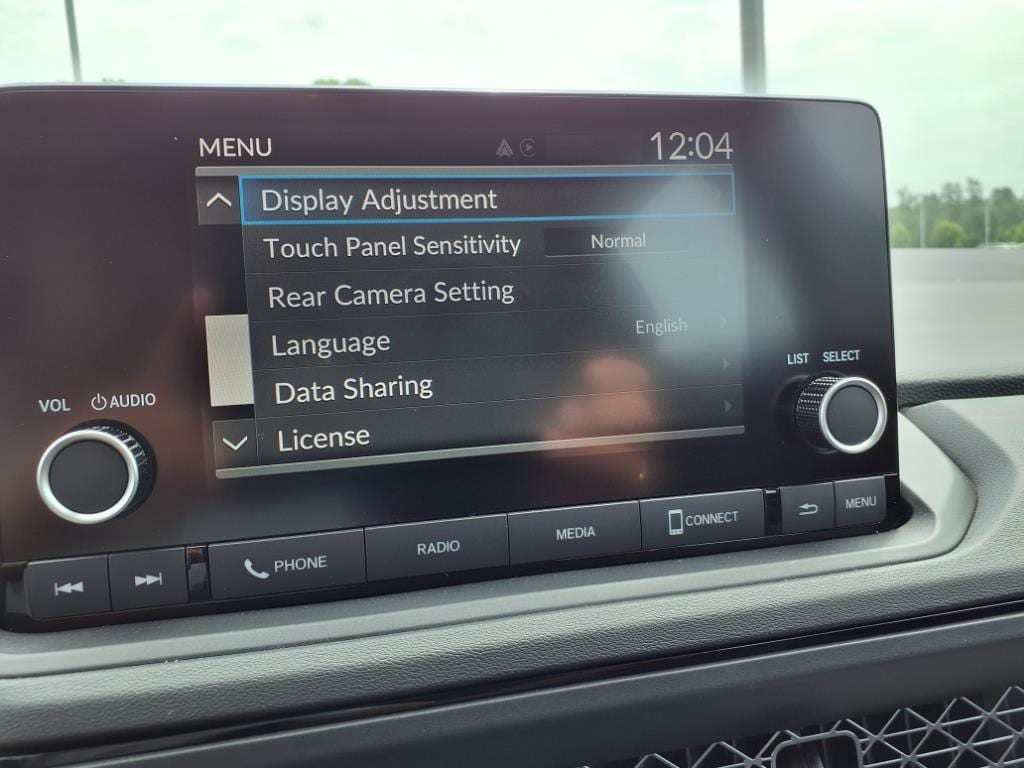 MENU 12:04
Display Adjustment
Touch Panel Sensitivity Normal
Rear Camera Setting
Language English
Data Sharing
License
VOL AUDIO
LIST SELECT
PHONE RADIO MEDIA CONNECT MENU